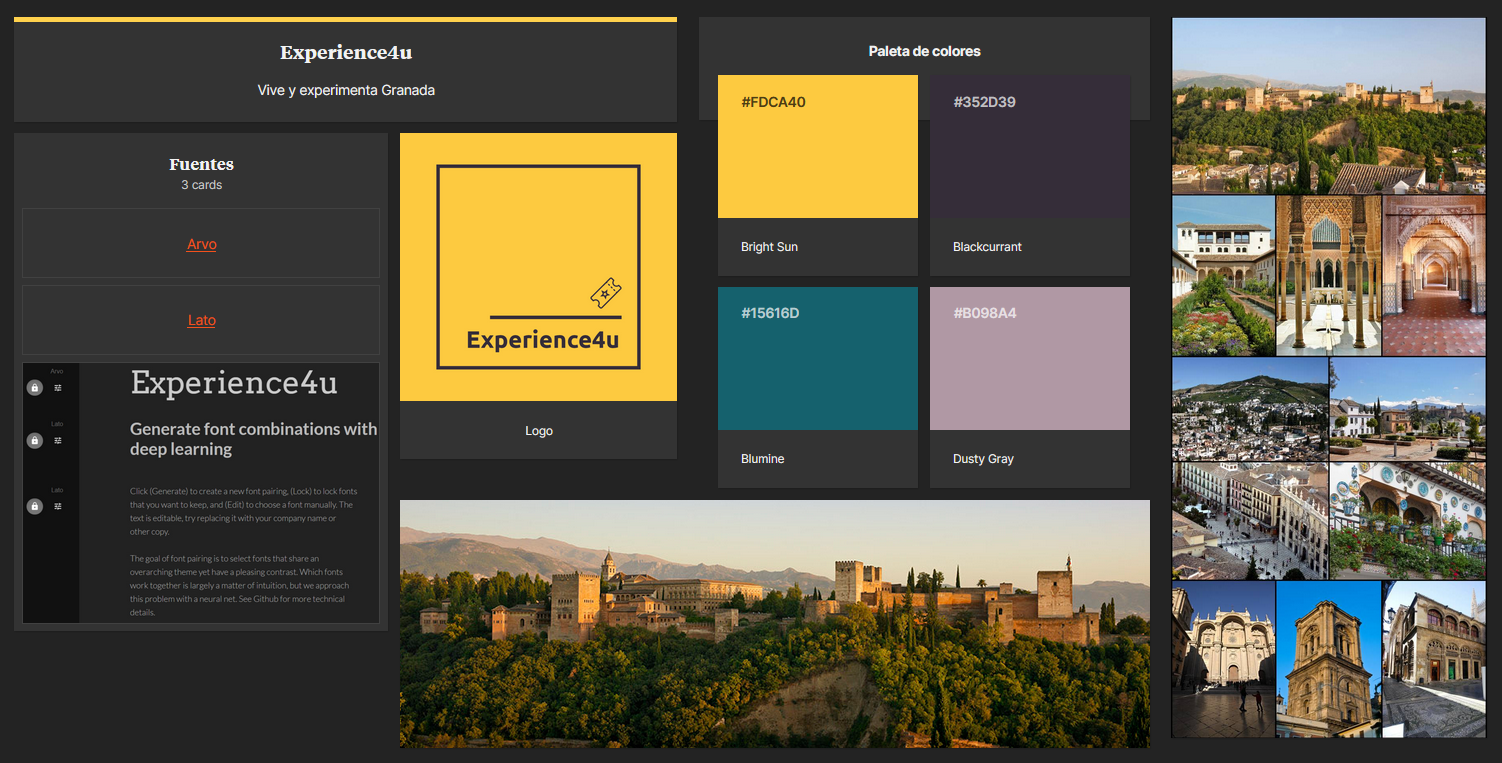 Experience4u
Vive y experimenta Granada
Fuentes
3 cards
Arvo
Lato
Arvo
Lato
Lato
Experience4u
Generate font combinations with
deep learning
Click (Generate) to create a new font pairing, (Lock) to lock fonts
that you want to keep, and (Edit) to choose a font manually. The
text is editable, try replacing it with your company name or
other copy.
The goal of font pairing is to select fonts that share an
overarching theme yet have a pleasing contrast. Which fonts
work together is largely a matter of intuition, but we approach
this problem with a neural net. See Github for more technical
details.
Experience4u
Logo
Paleta de colores
#FDCA40
Bright Sun
#352D39
Blackcurrant
#15616D
Blumine
#B098A4
Dusty Gray